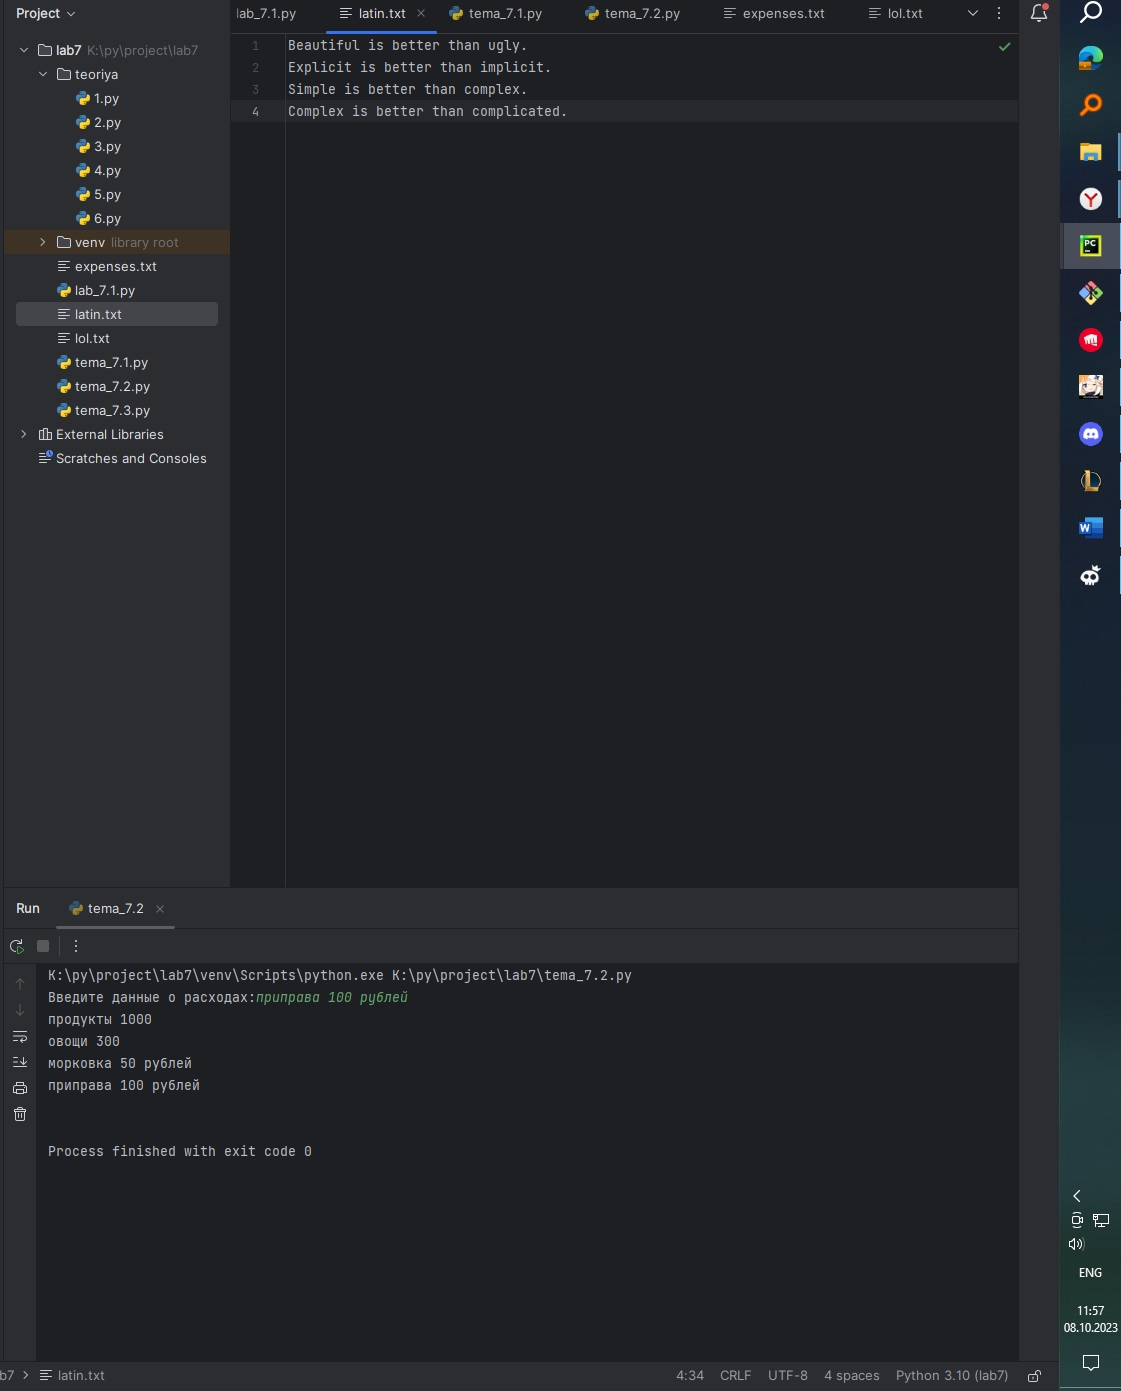 Project
lab_7.1.py
latin.txt
tema_7.1.py
tema_7.2.py
expenses.txt
lol.txt
lab7 K:\py\project\lab7
teoriya
1.py
2.py
3.py
4.py
5.py
6.py
venv library root
expenses.txt
lab_7.1.py
latin.txt
lol.txt
tema_7.1.py
tema_7.2.py
tema_7.3.py
External Libraries
Scratches and Consoles
1 Beautiful is better than ugly.
2 Explicit is better than implicit.
3 Simple is better than complex.
4 Complex is better than complicated.
PC
W
Run tema_7.2
K:\py\project\lab7\venv\Scripts\python.exe K:\py\project\lab7\tema_7.2.py
Введите данные о расходах:приправа 100 рублей
продукты 1000
овощи 300
морковка 50 рублей
приправа 100 рублей
Process finished with exit code 0
ENG
11:57
08.10.2023
b7 > latin.txt
4:34 CRLF UTF-8 4 spaces Python 3.10 (lab7)